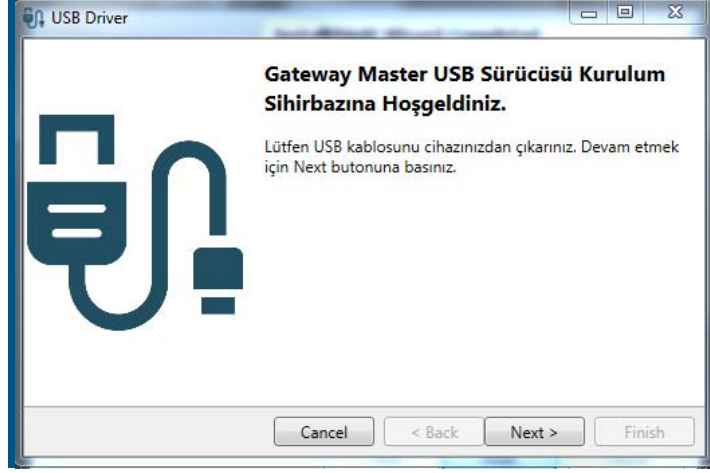 USB Driver
Gateway Master USB Sürücüsü Kurulum
Sihirbazına Hoşgeldiniz.
Lütfen USB kablosunu cihazınızdan çıkarınız. Devam etmek
için Next butonuna basınız.
Cancel
< Back
Next >
Finish